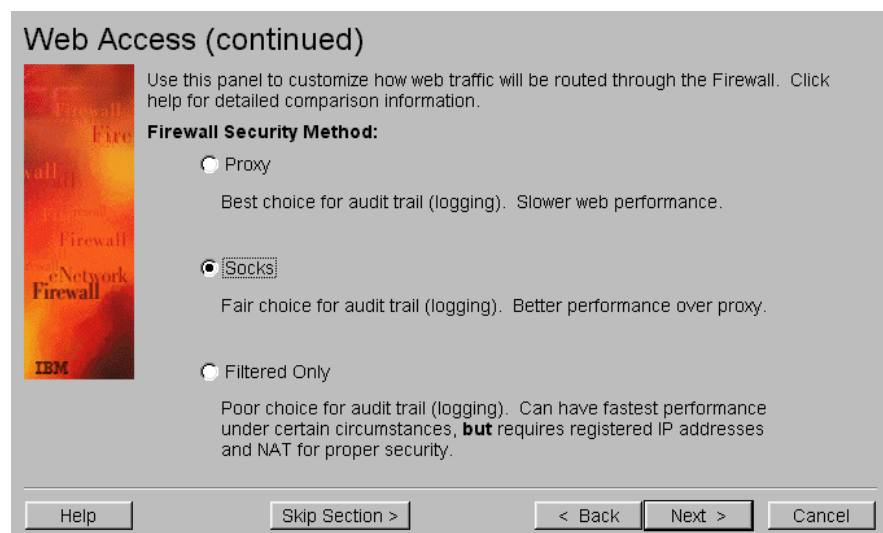 Web Access (continued)
Use this panel to customize how web traffic will be routed through the Firewall.  Click
help for detailed comparison information.
Firewall Security Method:
Proxy
Best choice for audit trail (logging).  Slower web performance.
Socks
Fair choice for audit trail (logging).  Better performance over proxy.
Filtered Only
Poor choice for audit trail (logging).  Can have fastest performance
under certain circumstances, but requires registered IP addresses
and NAT for proper security.
Firewall
Fire
wall
Firewall
eNetwork
Firewall
IBM
Help
Skip Section >
< Back
Next >
Cancel